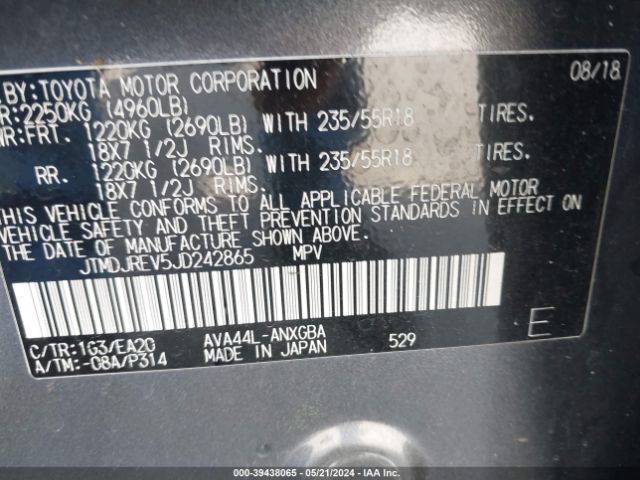 BY:TOYOTA MOTOR CORPORATION 08/18
R:2250KG (4960LB)
WR:FRT. 1220KG (2690LB) WITH 235/55R18 TIRES.
18X7 1/2J RIMS.
RR. 1220KG (2690LB) WITH 235/55R18 TIRES.
18X7 1/2J RIMS.
THIS VEHICLE CONFORMS TO ALL APPLICABLE FEDERAL MOTOR
VEHICLE SAFETY AND THEFT PREVENTION STANDARDS IN EFFECT ON
THE DATE OF MANUFACTURE SHOWN ABOVE.
JTMDJREV5JD242865 MPV
C/TR:1G3/EA20 AVA44L-ANXGBA 529 E
A/TM:-08A/P314 MADE IN JAPAN
000-39438065 - 05/21/2024 - IAA Inc.